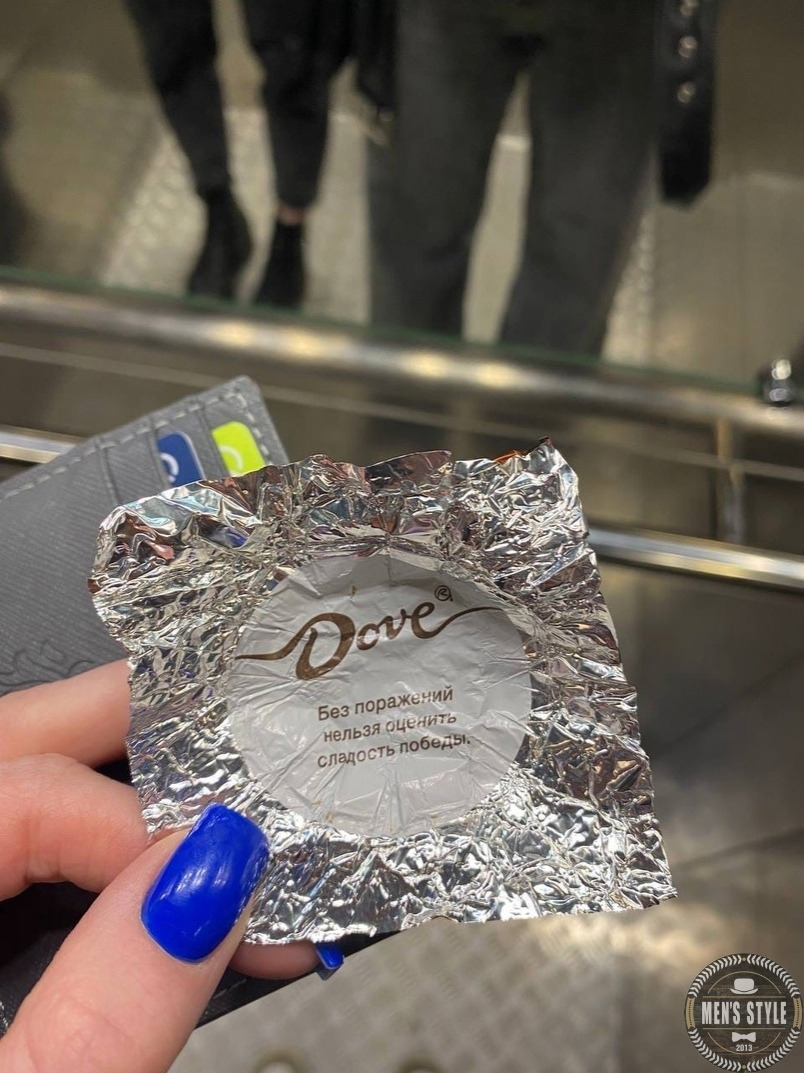 Dove®
Без поражений
нельзя оценить
сладость победы.
MEN'S STYLE
2013